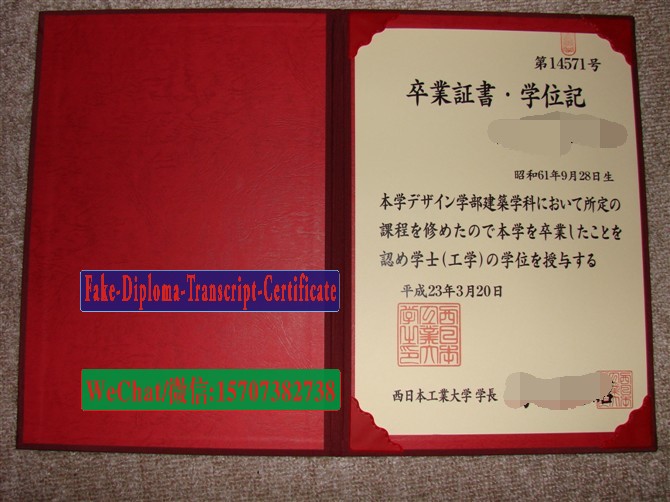 Fake-Diploma-Transcript-Certificate
WeChat/微信:15707382738
第14571号
卒業証書・学位記
昭和61年9月28日生
本学デザイン学部建築学科において所定の
課程を修めたので本学を卒業したことを
認め学士(工学)の学位を授与する
平成23年3月20日
西日本工業大学 学長